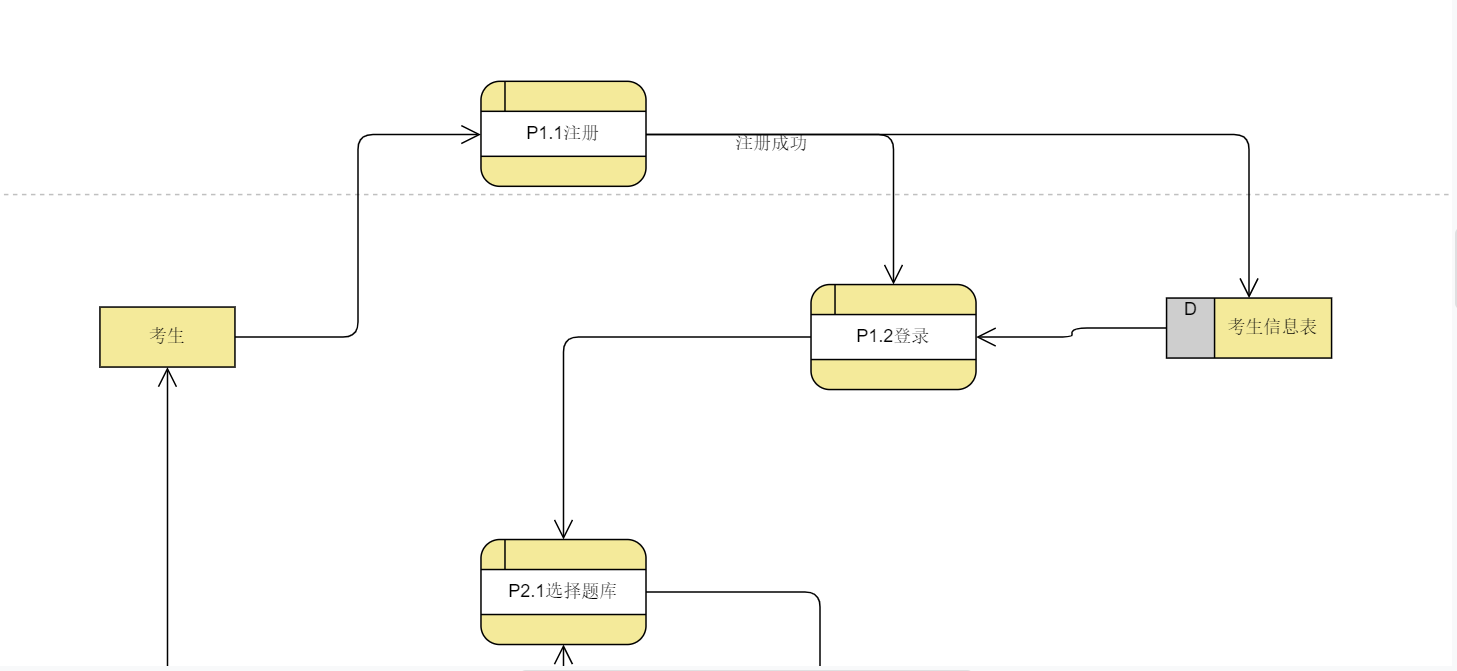 P1.1注册
注册成功
D
考生信息表
考生
P1.2登录
P2.1选择题库